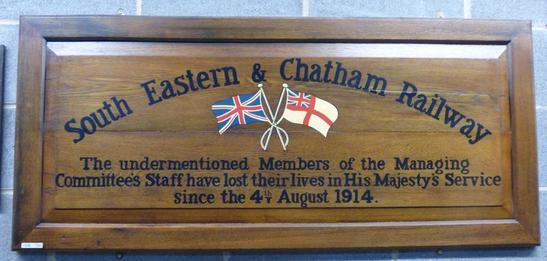 South Eastern & Chatham Railway
The undermentioned Members of the Managing
Committee's Staff have lost their lives in His Majesty's Service
since the 4th August 1914.